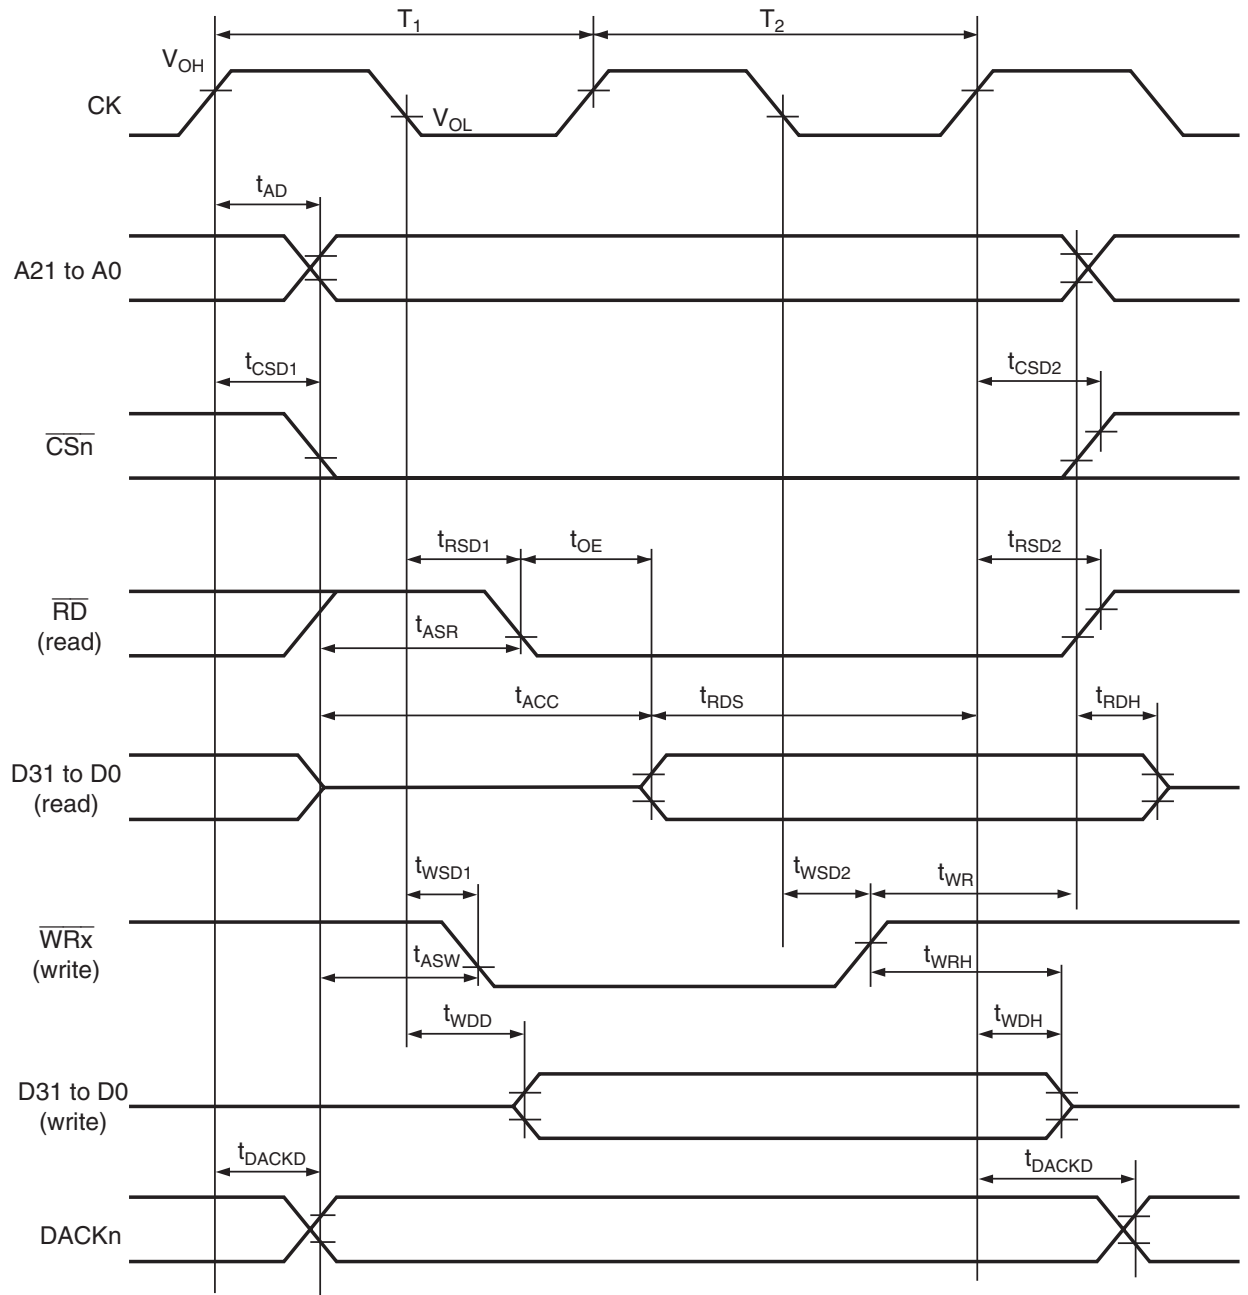 T1 T2
VOH
CK
VOL
tAD
A21 to A0
tCSD1 tCSD2
CSn
tRSD1 tOE tRSD2
RD
(read)
tASR
tACC tRDS tRDH
D31 to D0
(read)
tWSD1 tWSD2 tWR
WRx
(write)
tASW tWRH
tWDD tWDH
D31 to D0
(write)
tDACKD tDACKD
DACKn